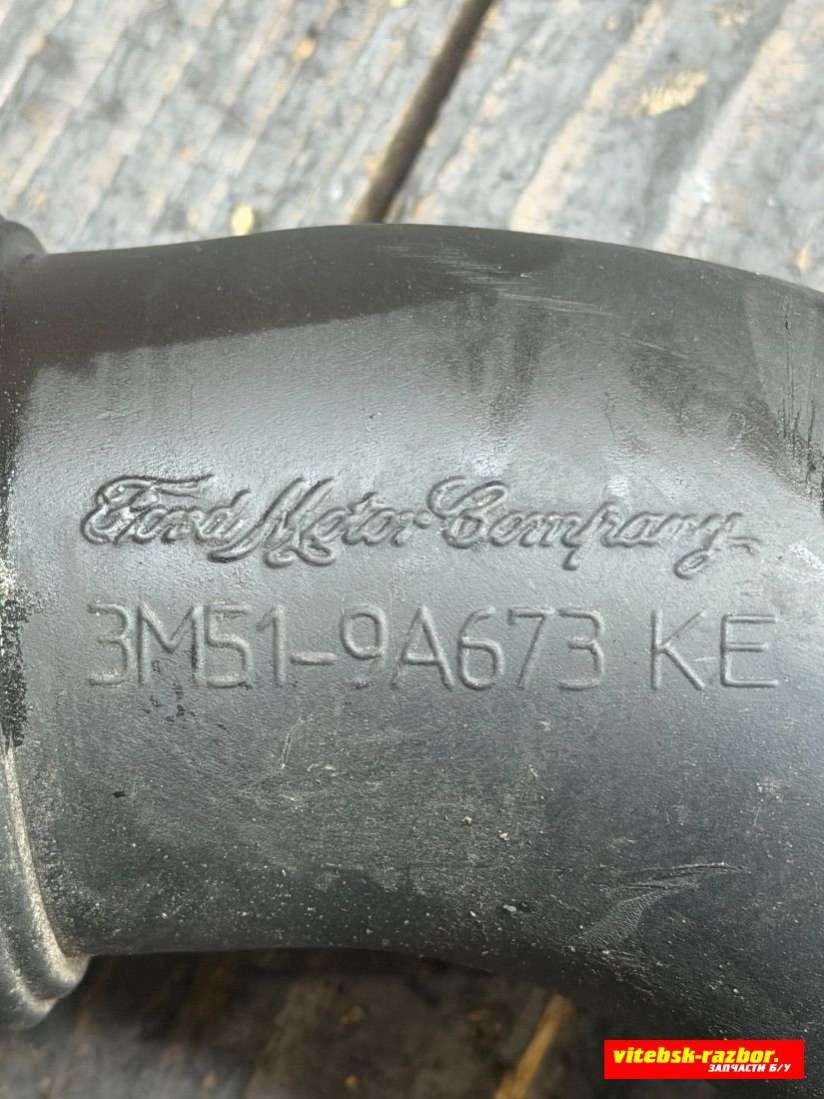 Ford Motor Company
3M51-9A673 KE
vitebsk-razbor.
ЗАПЧАСТИ Б/У